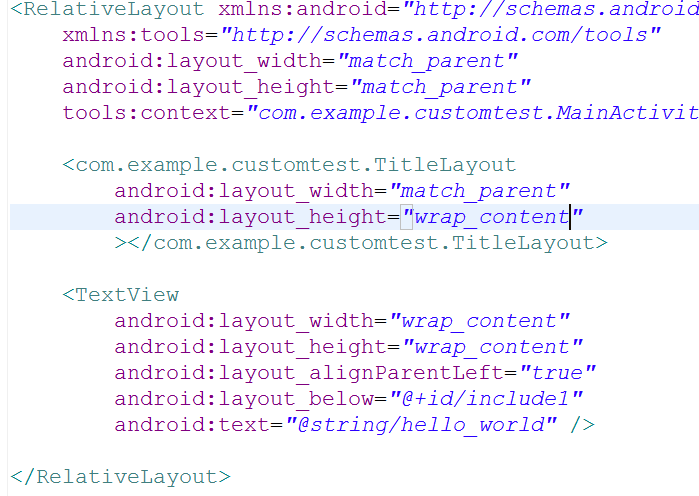 <RelativeLayout xmlns:android="http://schemas.android
xmlns:tools="http://schemas.android.com/tools"
android:layout_width="match_parent"
android:layout_height="match_parent"
tools:context="com.example.customtest.MainActivit
<com.example.customtest.TitleLayout
android:layout_width="match_parent"
android:layout_height="wrap_content"
></com.example.customtest.TitleLayout>
<TextView
android:layout_width="wrap_content"
android:layout_height="wrap_content"
android:layout_alignParentLeft="true"
android:layout_below="@+id/include1"
android:text="@string/hello_world" />
</RelativeLayout>